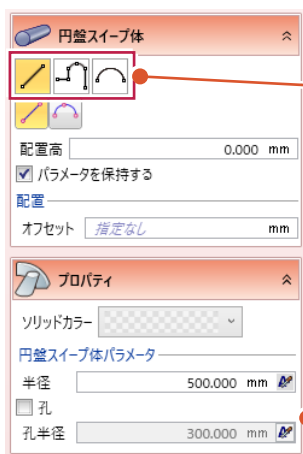 円盤スイープ体
配置高 0.000 mm
パラメータを保持する
配置
オフセット 指定なし mm
プロパティ
ソリッドカラー
円盤スイープ体パラメータ
半径 500.000 mm
孔
孔半径 300.000 mm